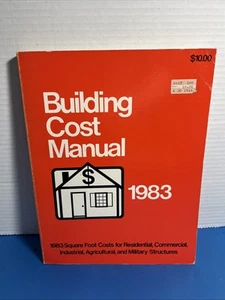 $10.00
Building
Cost
Manual
1983
$
1983 Square Foot Costs for Residential, Commercial,
Industrial, Agricultural, and Military Structures